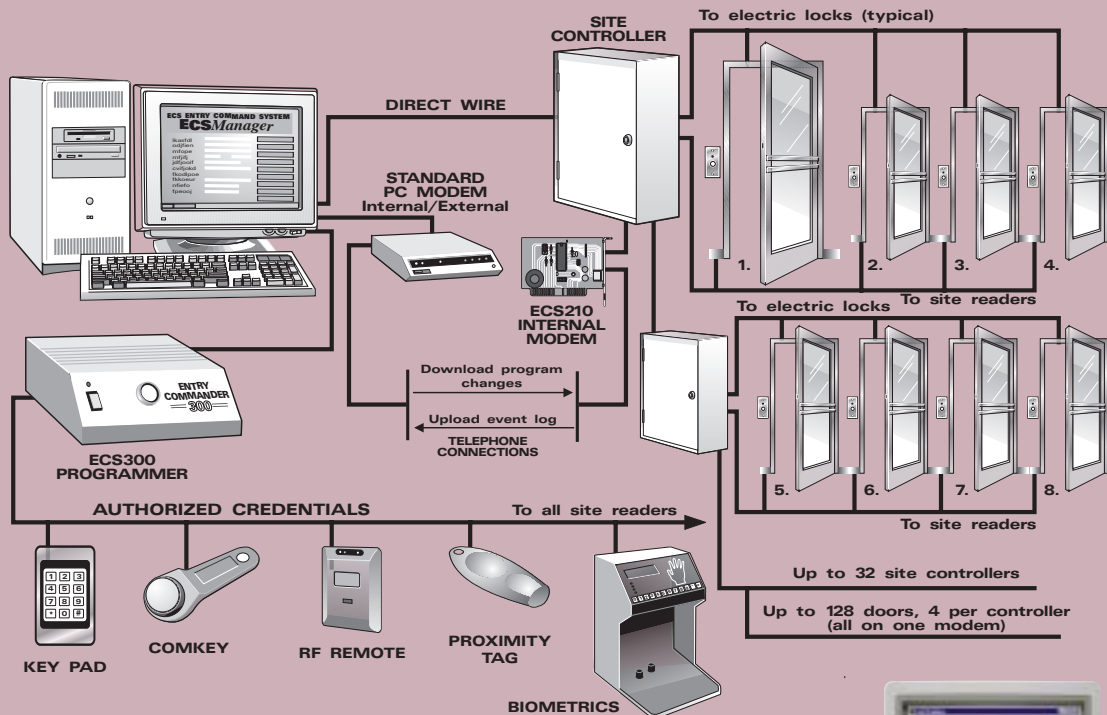 SITE
CONTROLLER
To electric locks (typical)
DIRECT WIRE
ECS ENTRY COMMAND SYSTEM
ECSManager
STANDARD
PC MODEM
Internal/External
1.
2.
3.
4.
To site readers
To electric locks
ECS210
INTERNAL
MODEM
Download program
changes
Upload event log
TELEPHONE
CONNECTIONS
ENTRY
COMMANDER
300
ECS300
PROGRAMMER
5.
6.
7.
8.
To site readers
AUTHORIZED CREDENTIALS
To all site readers
1 2 3
4 5 6
7 8 9
* 0 #
KEY PAD
COMKEY
RF REMOTE
PROXIMITY
TAG
BIOMETRICS
Up to 32 site controllers
Up to 128 doors, 4 per controller
(all on one modem)